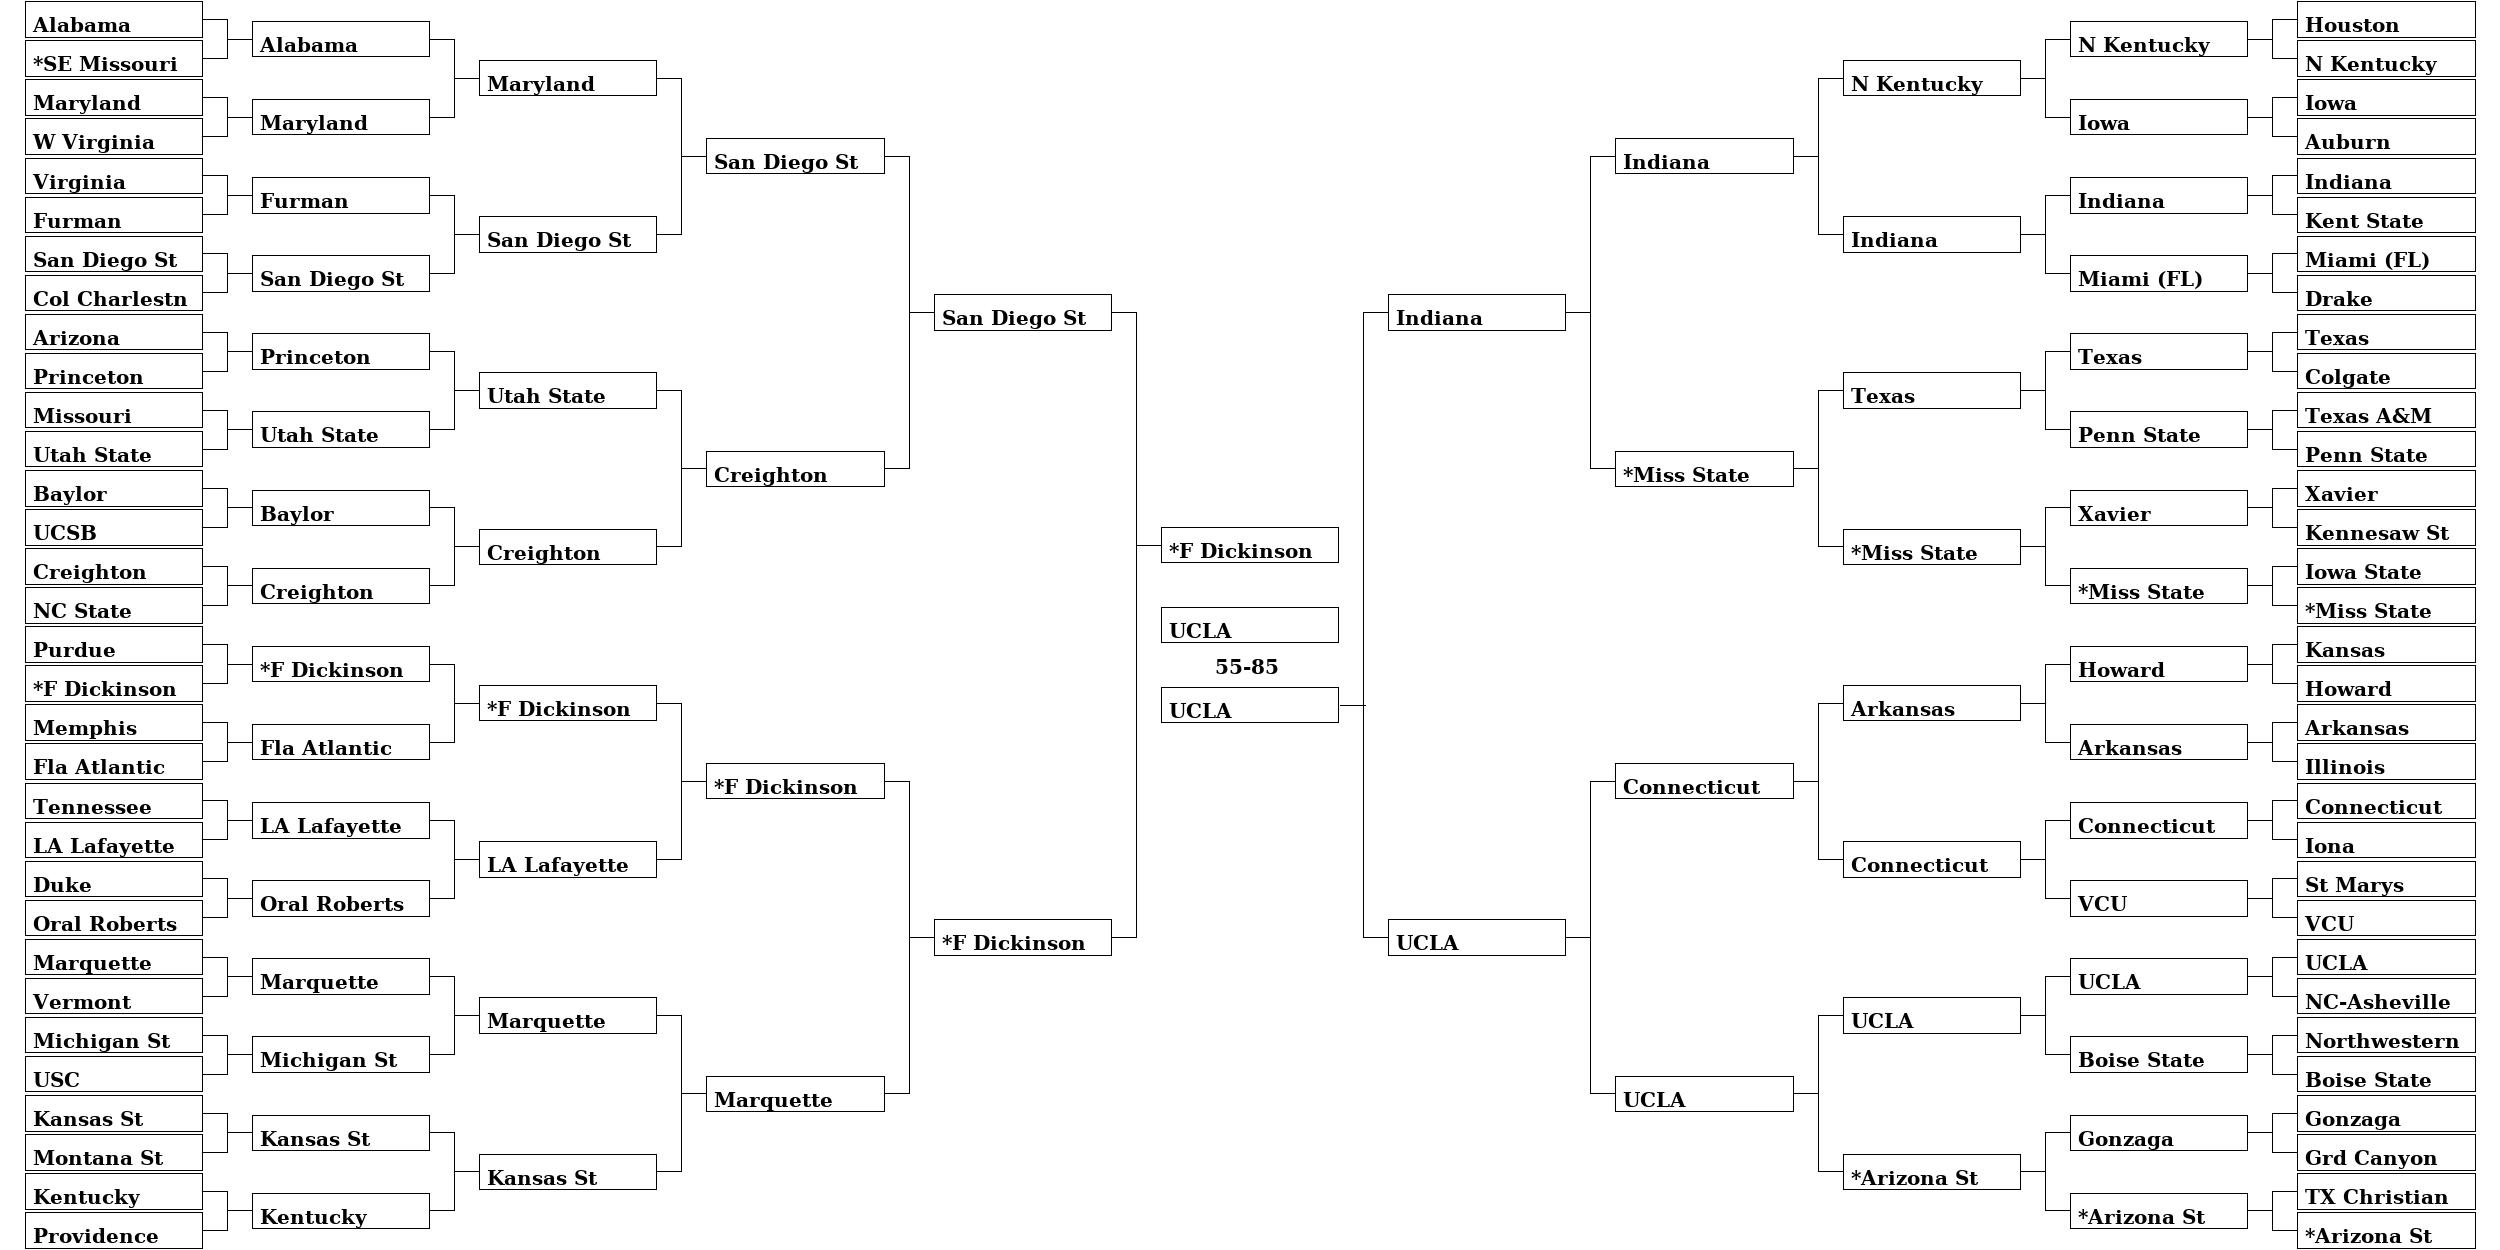 Alabama
*SE Missouri
Maryland
W Virginia
Virginia
Furman
San Diego St
Col Charlestn
Arizona
Princeton
Missouri
Utah State
Baylor
UCSB
Creighton
NC State
Purdue
*F Dickinson
Memphis
Fla Atlantic
Tennessee
LA Lafayette
Duke
Oral Roberts
Marquette
Vermont
Michigan St
USC
Kansas St
Montana St
Kentucky
Providence
Alabama
Maryland
Furman
San Diego St
Princeton
Utah State
Baylor
Creighton
*F Dickinson
Fla Atlantic
LA Lafayette
Oral Roberts
Marquette
Michigan St
Kansas St
Kentucky
Maryland
San Diego St
Utah State
Creighton
*F Dickinson
LA Lafayette
Marquette
Kansas St
San Diego St
Creighton
*F Dickinson
Marquette
San Diego St
*F Dickinson
*F Dickinson
UCLA
55-85
UCLA
Indiana
UCLA
Indiana
*Miss State
Connecticut
UCLA
N Kentucky
Indiana
Texas
*Miss State
Arkansas
Connecticut
UCLA
*Arizona St
N Kentucky
Iowa
Indiana
Miami (FL)
Texas
Penn State
Xavier
*Miss State
Howard
Arkansas
Connecticut
VCU
UCLA
Boise State
Gonzaga
*Arizona St
Houston
N Kentucky
Iowa
Auburn
Indiana
Kent State
Miami (FL)
Drake
Texas
Colgate
Texas A&M
Penn State
Xavier
Kennesaw St
Iowa State
*Miss State
Kansas
Howard
Arkansas
Illinois
Connecticut
Iona
St Marys
VCU
UCLA
NC-Asheville
Northwestern
Boise State
Gonzaga
Grd Canyon
TX Christian
*Arizona St